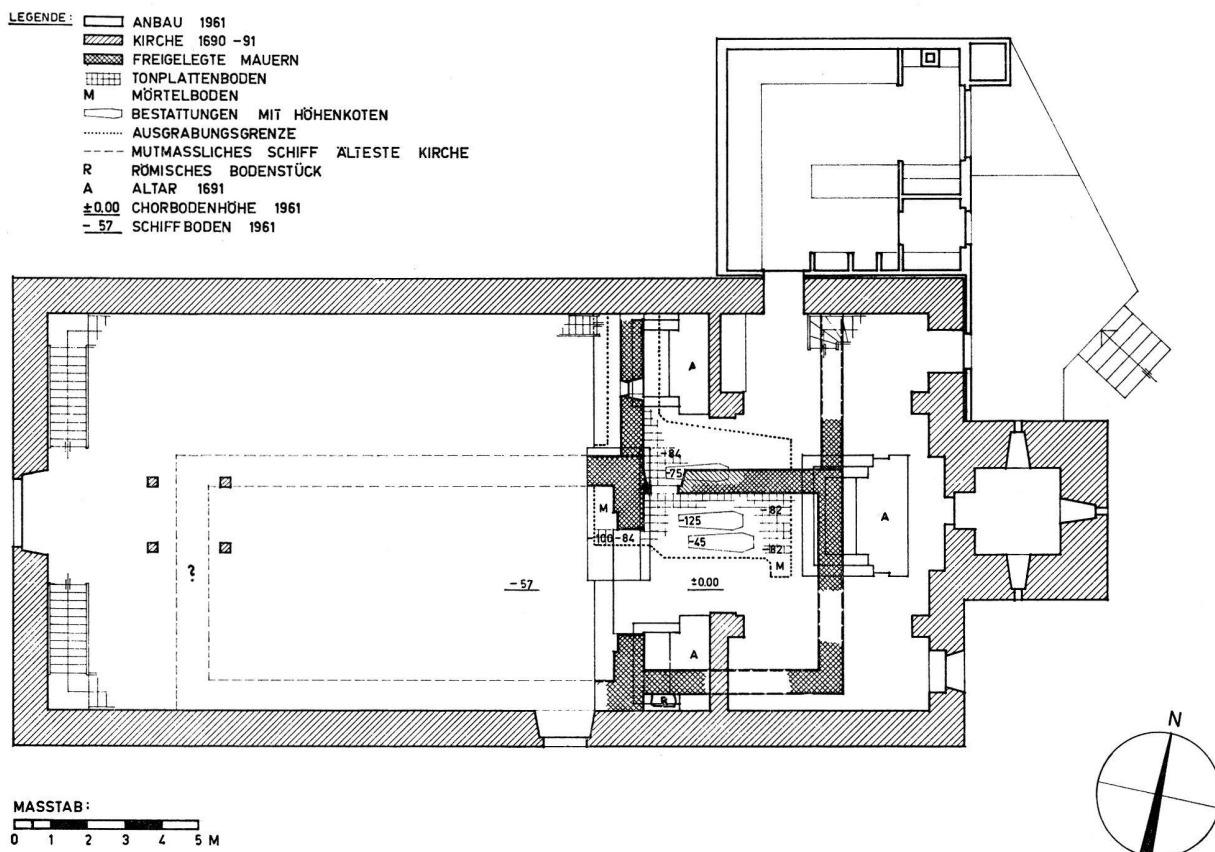 LEGENDE:
ANBAU 1961
KIRCHE 1690-91
FREIGELEGTE MAUERN
TONPLATTENBODEN
M MÖRTELBODEN
BESTATTUNGEN MIT HÖHENKOTEN
AUSGRABUNGSGRENZE
MUTMASSLICHES SCHIFF ÄLTESTE KIRCHE
R RÖMISCHES BODENSTÜCK
A ALTAR 1691
±0,00 CHORBODENHÖHE 1961
- 57 SCHIFFBODEN 1961
A
-84
-75
M
-125
-82
A
-100 -84
-45
-82
M
?
-57
±0.00
A
R
N
MASSTAB:
0 1 2 3 4 5 M